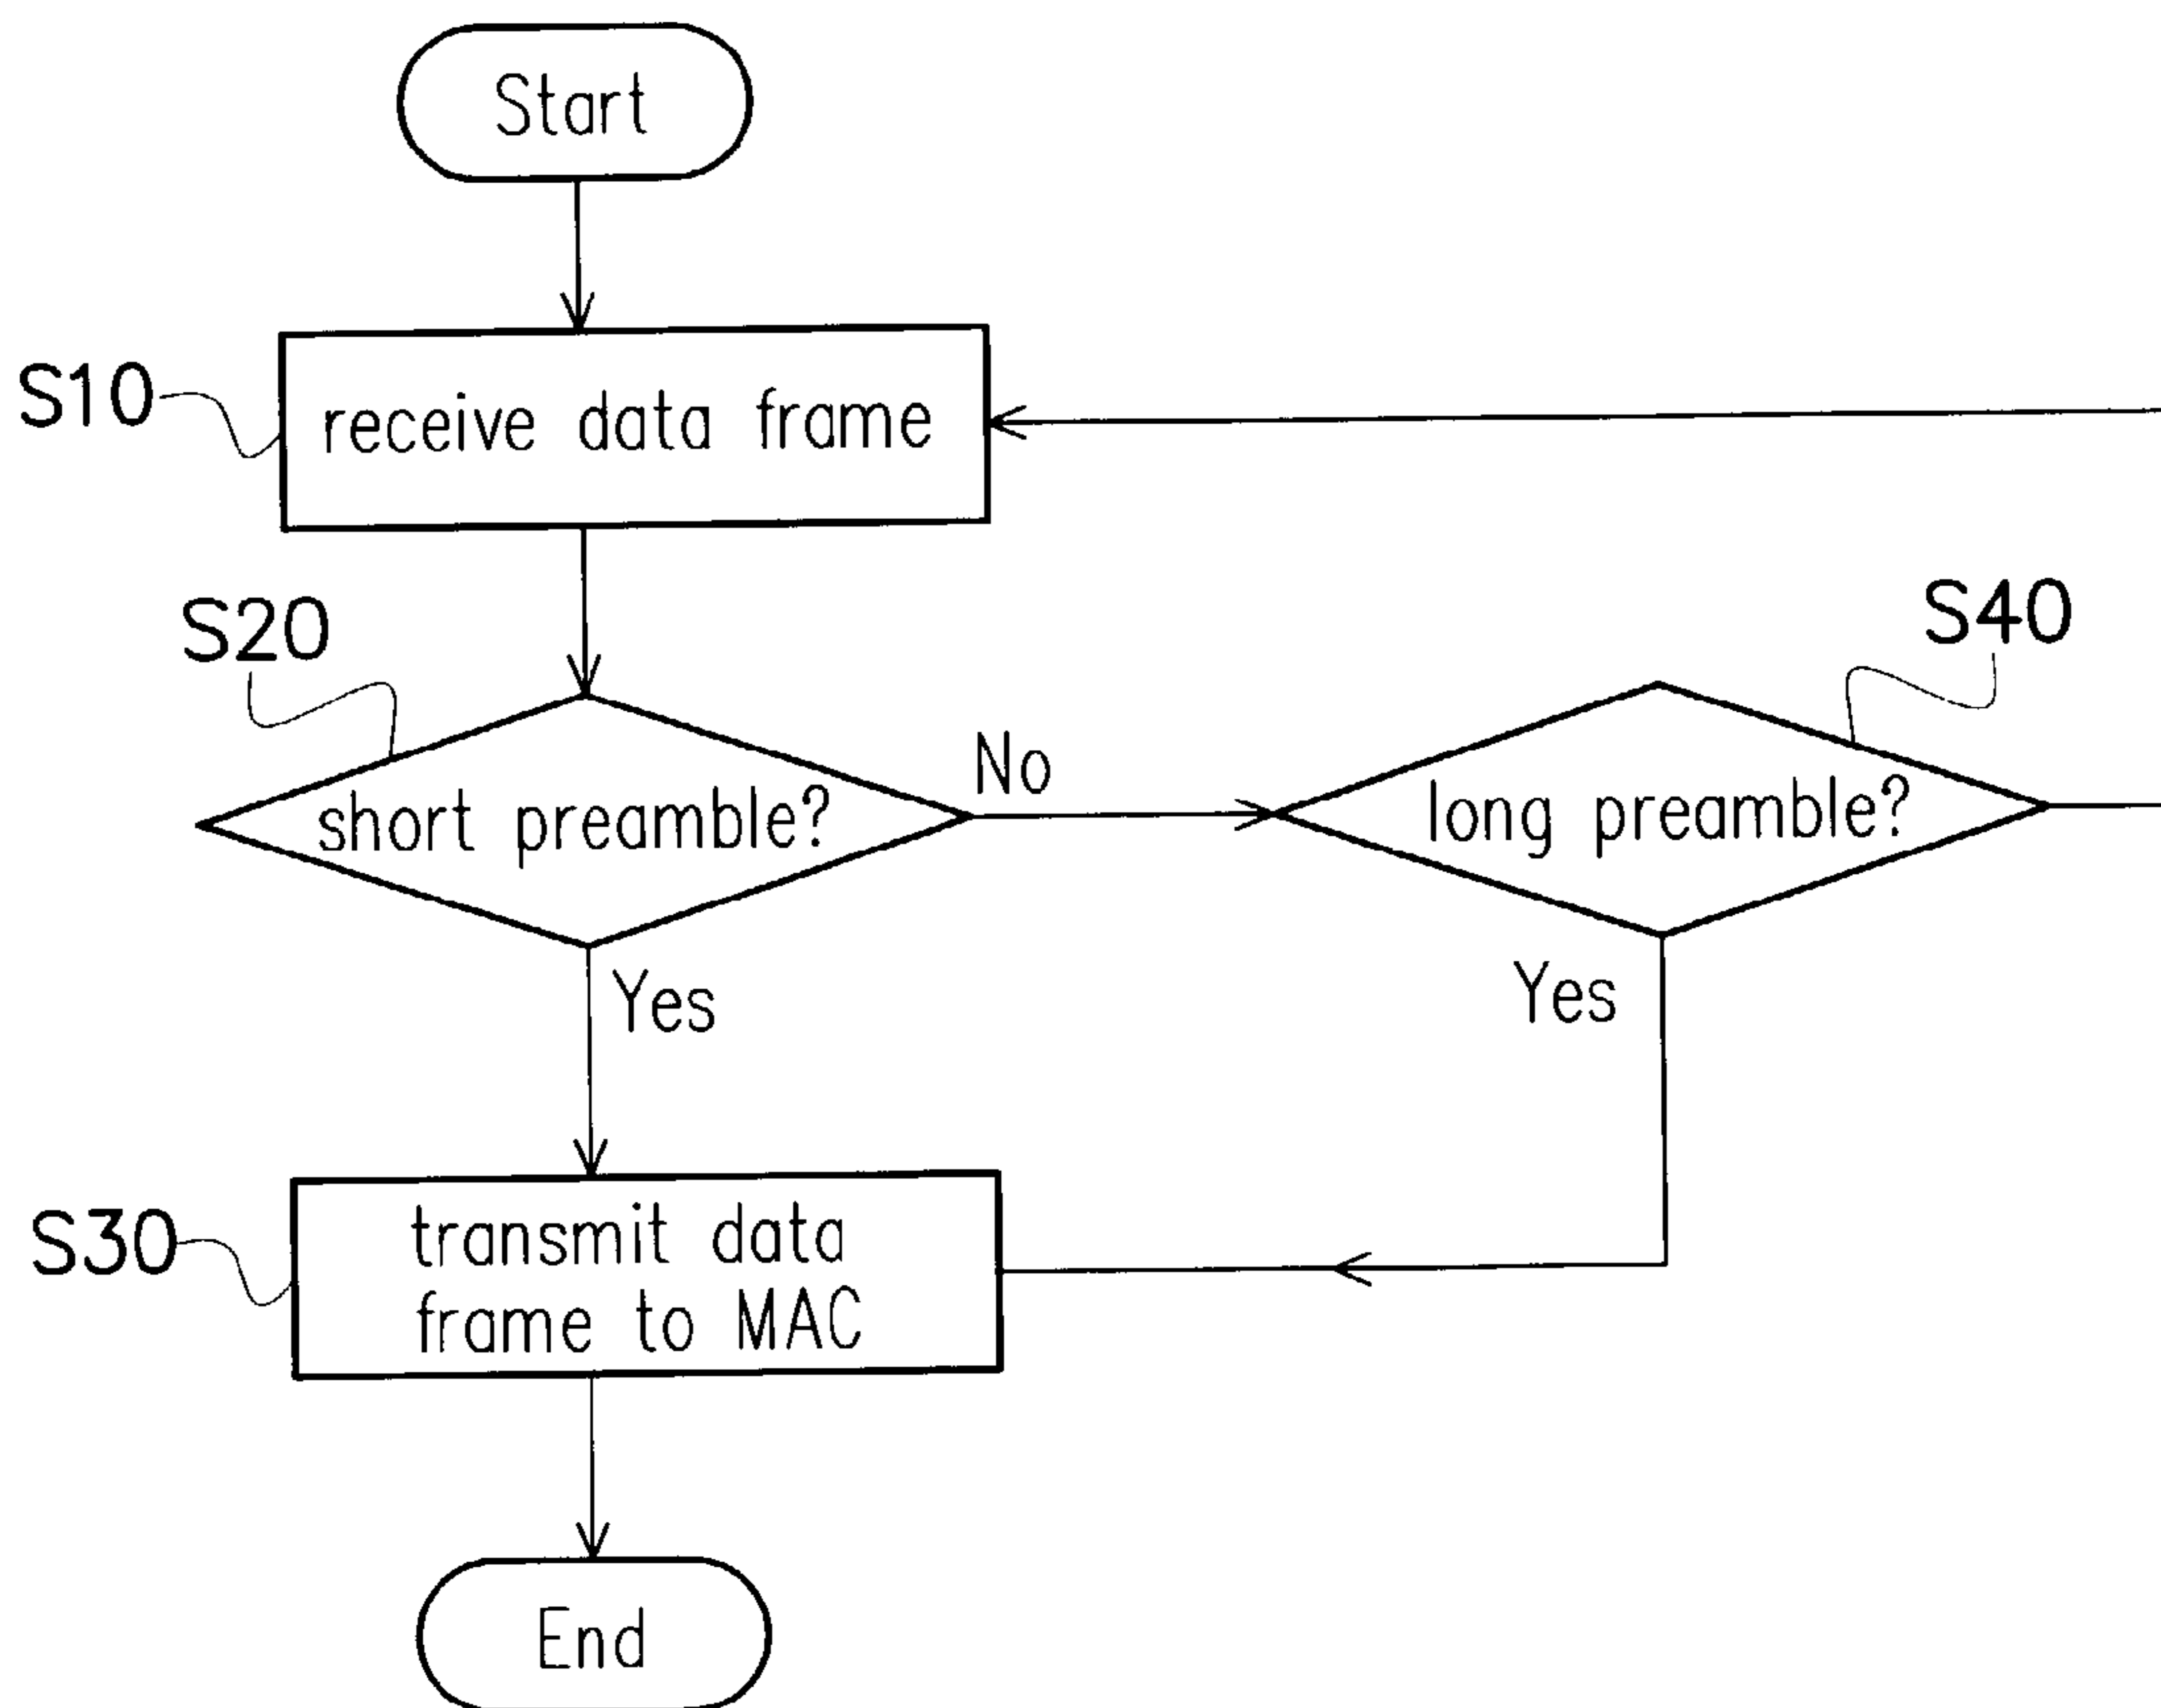 Start
S10
receive data frame
S20
S40
short preamble?
No
long preamble?
Yes
Yes
S30
transmit data
frame to MAC
End